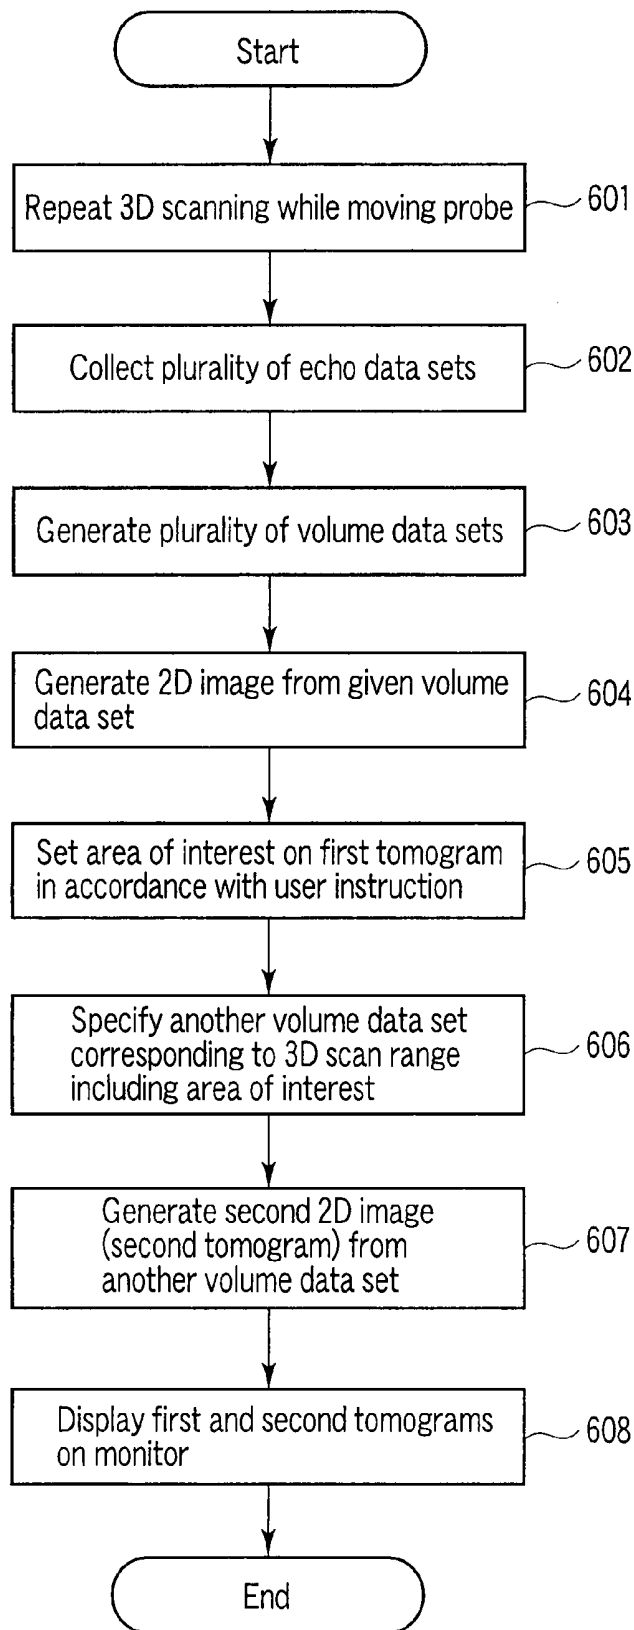 Start
Repeat 3D scanning while moving probe
601
Collect plurality of echo data sets
602
Generate plurality of volume data sets
603
Generate 2D image from given volume
data set
604
Set area of interest on first tomogram
in accordance with user instruction
605
Specify another volume data set
corresponding to 3D scan range
including area of interest
606
Generate second 2D image
(second tomogram) from
another volume data set
607
Display first and second tomograms
on monitor
608
End